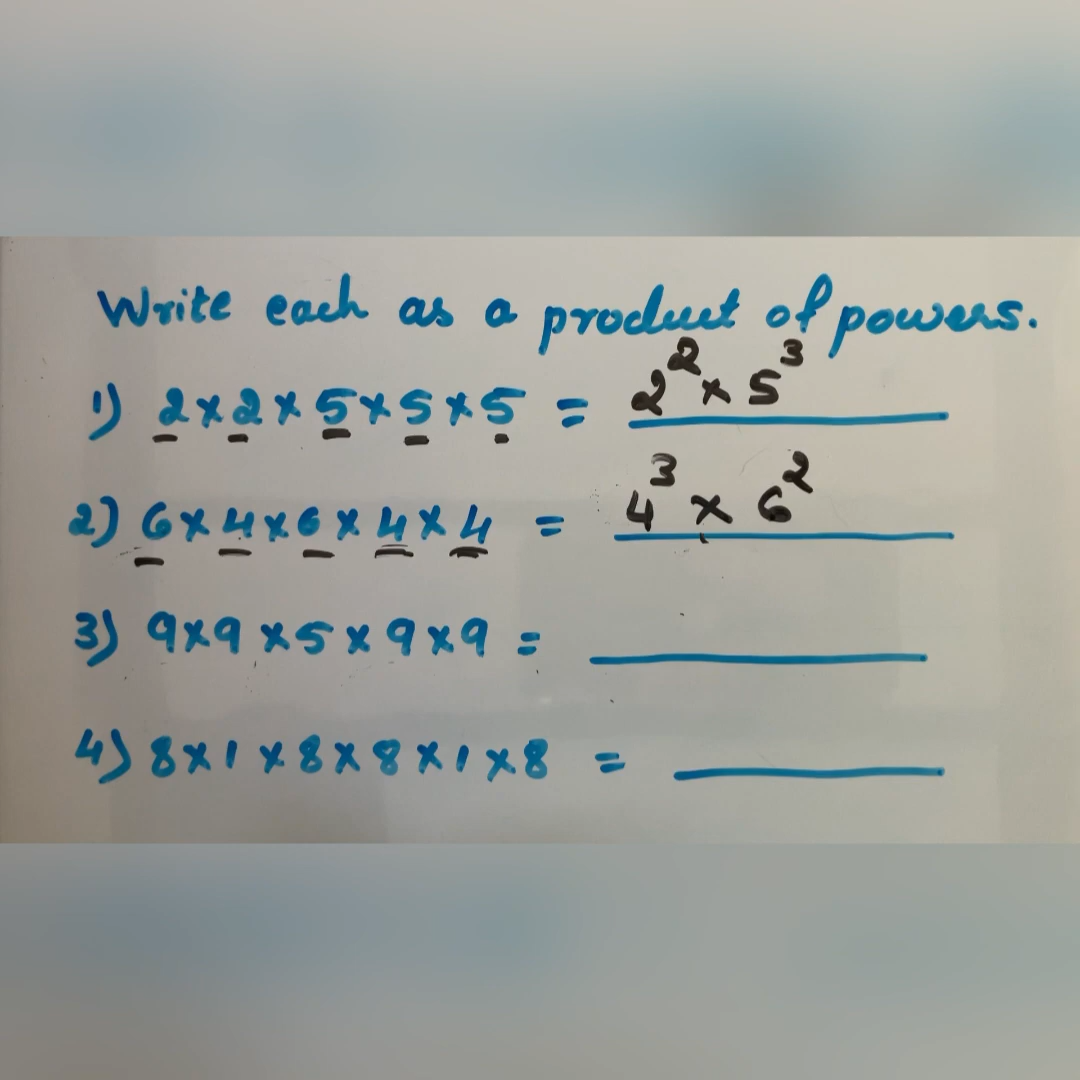 Write each as a product of powers.
1) 2 × 2 × 5 × 5 × 5 = 2² × 5³
2) 6 × 4 × 6 × 4 × 4 = 4³ × 6²
3) 9 × 9 × 5 × 9 × 9 =
4) 8 × 1 × 8 × 8 × 1 × 8 =